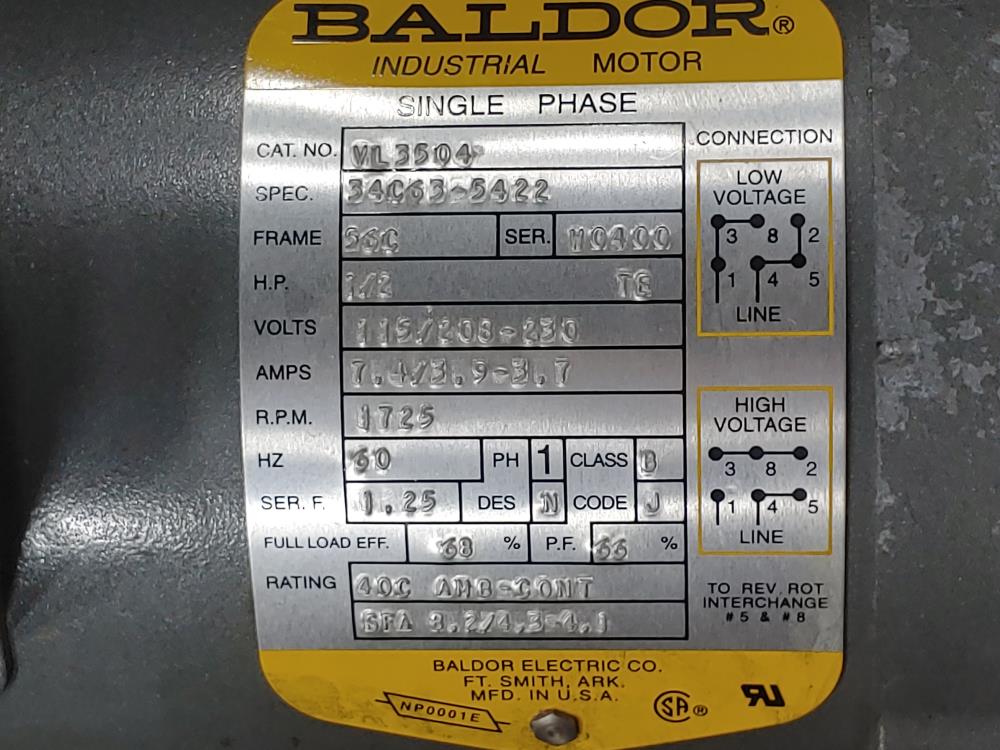 BALDOR®
INDUSTRIAL MOTOR
SINGLE PHASE
CAT. NO. VL3504
SPEC. 34C63-5422
FRAME 56C SER. M0400
H.P. 1/2 TE
VOLTS 115/208-230
AMPS 7.4/3.9-3.7
R.P.M. 1725
HZ 60 PH 1 CLASS B
SER. F. 1.25 DES N CODE J
FULL LOAD EFF. 68 % P.F. 66 %
RATING 40C AMB-CONT
SFA 8.2/4.3-4.1
CONNECTION
LOW
VOLTAGE
3 8 2
1 4 5
LINE
HIGH
VOLTAGE
3 8 2
1 4 5
LINE
TO REV. ROT
INTERCHANGE
#5 & #8
BALDOR ELECTRIC CO.
FT. SMITH, ARK.
MFD. IN U.S.A.
NP0001E
SA®